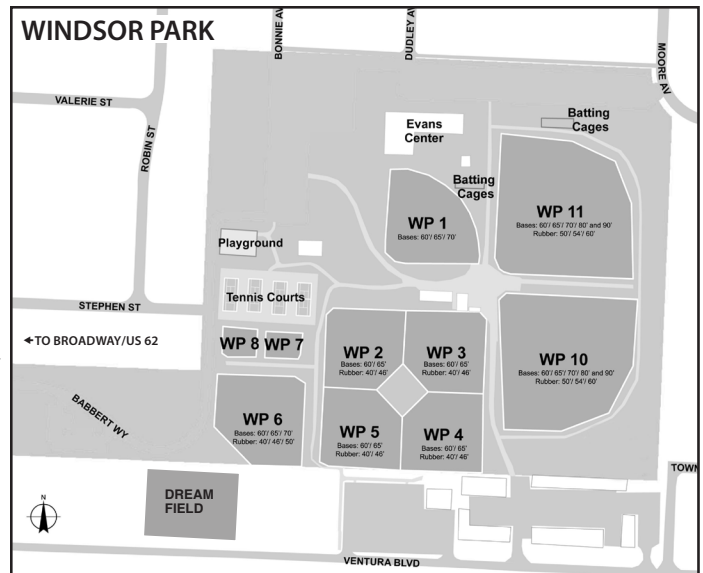 WINDSOR PARK
BONNIE AV
DUDLEY AV
MOORE AV
VALERIE ST
ROBIN ST
Evans
Center
Batting
Cages
Batting
Cages
WP 1
Bases: 60'/ 65'/ 70'
WP 11
Bases: 60'/ 65'/ 70'/ 80' and 90'
Rubber: 50'/ 54'/ 60'
Playground
Tennis Courts
STEPHEN ST
←TO BROADWAY/US 62
WP 8
WP 7
WP 2
Bases: 60'/ 65'
Rubber: 40'/ 46'
WP 3
Bases: 60'/ 65'
Rubber: 40'/ 46'
WP 10
Bases: 60'/ 65'/ 70'/ 80' and 90'
Rubber: 50'/ 54'/ 60'
BABBERT WY
WP 6
Bases: 60'/ 65'/ 70'
Rubber: 40'/ 46'/ 50'
WP 5
Bases: 60'/ 65'
Rubber: 40'/ 46'
WP 4
Bases: 60'/ 65'
Rubber: 40'/ 46'
TOWN
N
DREAM
FIELD
VENTURA BLVD